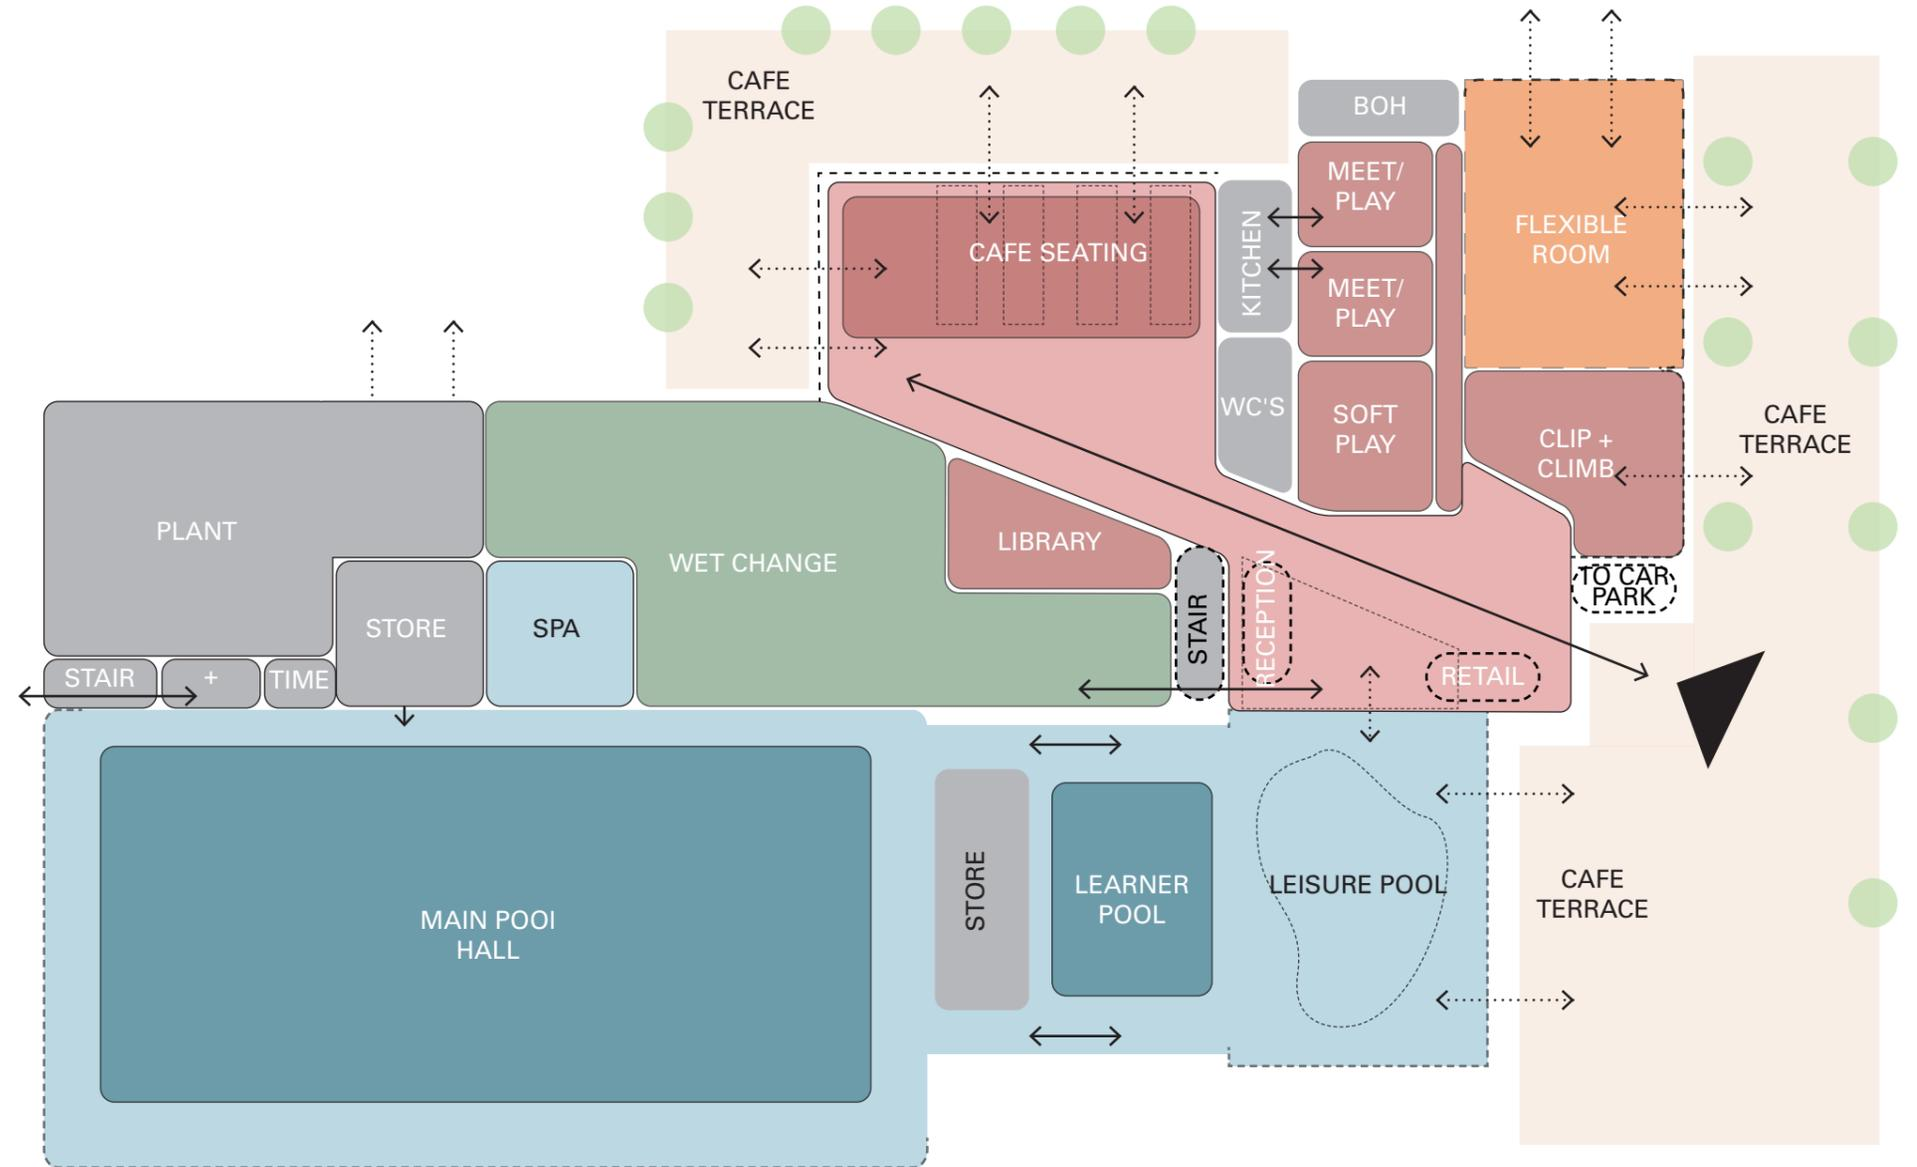 CAFE
TERRACE
BOH
MEET/
PLAY
FLEXIBLE
ROOM
KITCHEN
CAFE SEATING
MEET/
PLAY
WC'S
SOFT
PLAY
CLIP +
CLIMB
CAFE
TERRACE
PLANT
WET CHANGE
LIBRARY
STORE
SPA
STAIR
RECEPTION
TO CAR
PARK
STAIR
+
TIME
RETAIL
MAIN POOI
HALL
STORE
LEARNER
POOL
LEISURE POOL
CAFE
TERRACE